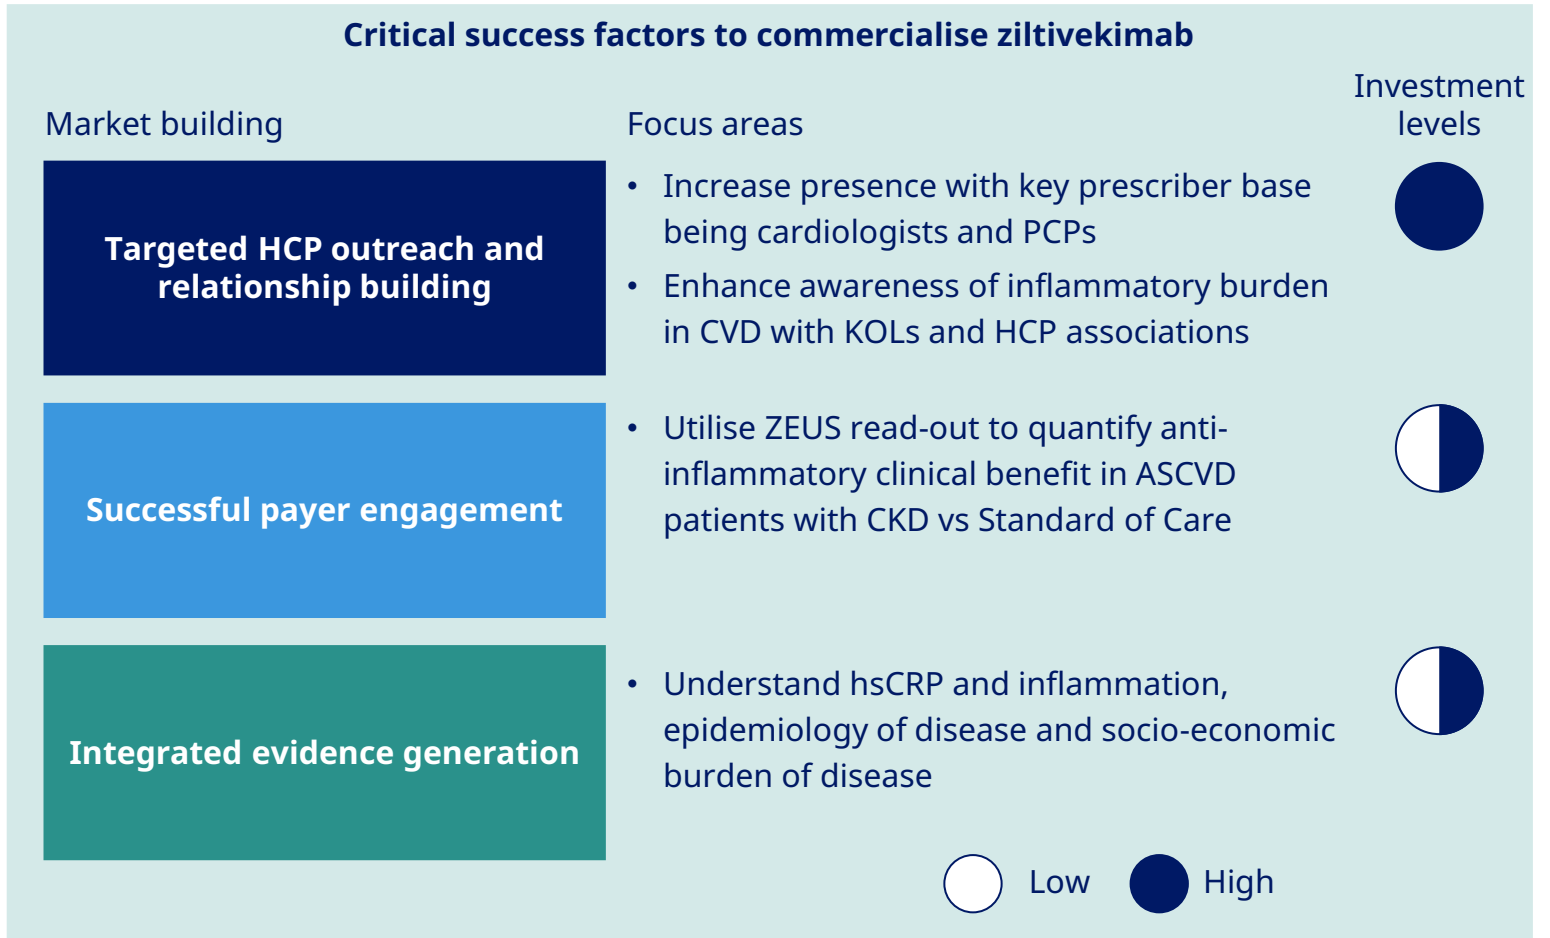 Critical success factors to commercialise ziltivekimab
Market building
Focus areas
Investment
levels
Targeted HCP outreach and
relationship building
• Increase presence with key prescriber base
being cardiologists and PCPs
• Enhance awareness of inflammatory burden
in CVD with KOLs and HCP associations
Successful payer engagement
• Utilise ZEUS read-out to quantify anti-
inflammatory clinical benefit in ASCVD
patients with CKD vs Standard of Care
Integrated evidence generation
• Understand hsCRP and inflammation,
epidemiology of disease and socio-economic
burden of disease
Low
High